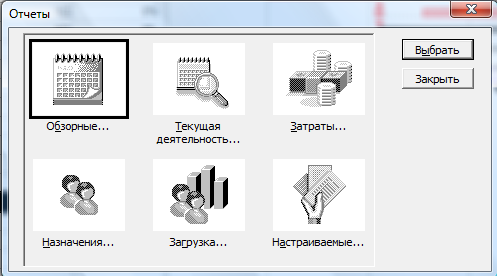 Отчеты
Выбрать
Закрыть
Обзорные...
Текущая
деятельность...
Затраты...
Назначения...
Загрузка...
Настраиваемые...